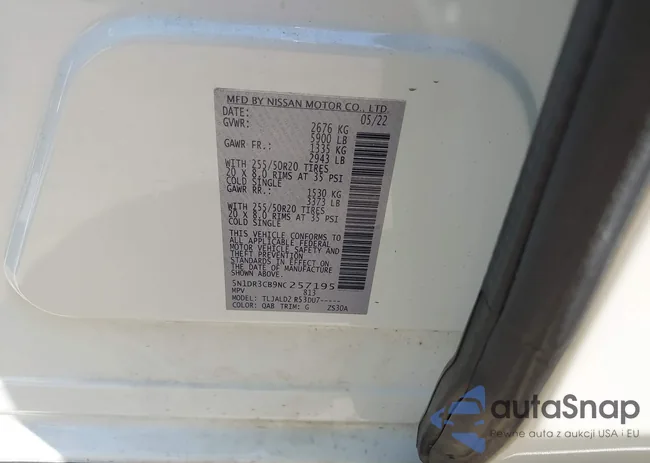 MFD BY NISSAN MOTOR CO., LTD.
DATE: 05/22
GVWR: 2676 KG
5900 LB
GAWR FR.: 1335 KG
2943 LB
WITH 255/50R20 TIRES
20 X 8.0 RIMS AT 35 PSI
COLD SINGLE
GAWR RR.: 1530 KG
3373 LB
WITH 255/50R20 TIRES
20 X 8.0 RIMS AT 35 PSI
COLD SINGLE
THIS VEHICLE CONFORMS TO
ALL APPLICABLE FEDERAL
MOTOR VEHICLE SAFETY AND
THEFT PREVENTION
STANDARDS IN EFFECT ON
THE DATE OF MANUFACTURE
SHOWN ABOVE.
5N1DR3CB9NC257195
MPV 813
MODEL: TLJALD2 R53DU7-----
COLOR: QAB TRIM: G 2S30A
autaSnap
Pewne auta z aukcji USA i EU